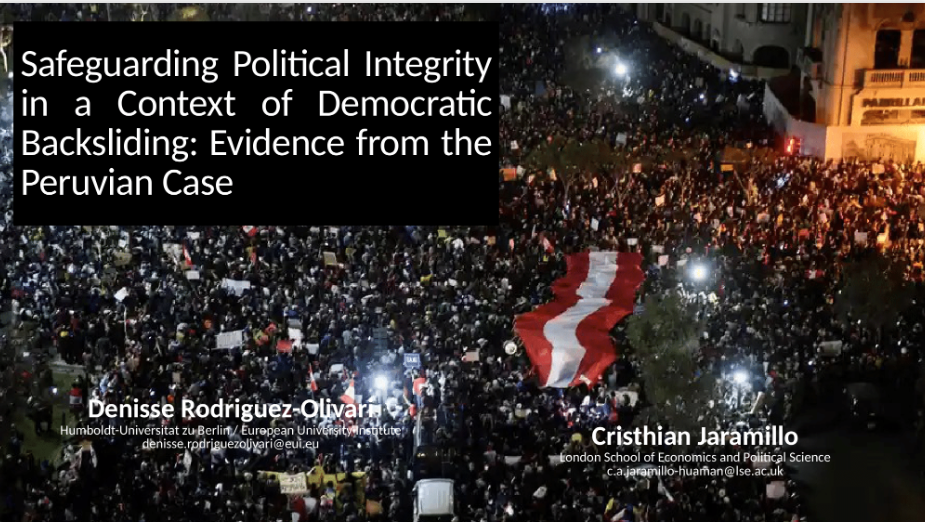 Safeguarding Political Integrity
in a Context of Democratic
Backsliding: Evidence from the
Peruvian Case
Denisse Rodriguez-Olivari
Humboldt-Universitat zu Berlin / European University Institute
denisse.rodriguezolivari@eui.eu
Cristhian Jaramillo
London School of Economics and Political Science
c.a.jaramillo-huaman@lse.ac.uk